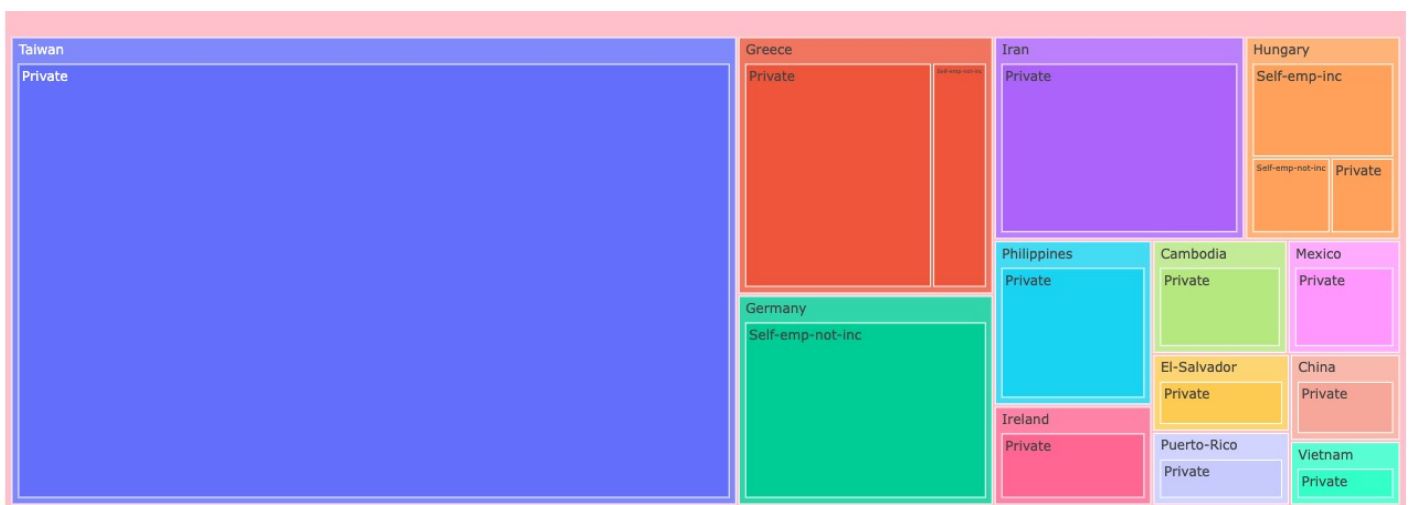 Taiwan
Private
Greece
Private
Self-emp-not-inc
Germany
Self-emp-not-inc
Iran
Private
Hungary
Self-emp-inc
Self-emp-not-inc
Private
Philippines
Private
Cambodia
Private
Mexico
Private
Ireland
Private
El-Salvador
Private
China
Private
Puerto-Rico
Private
Vietnam
Private